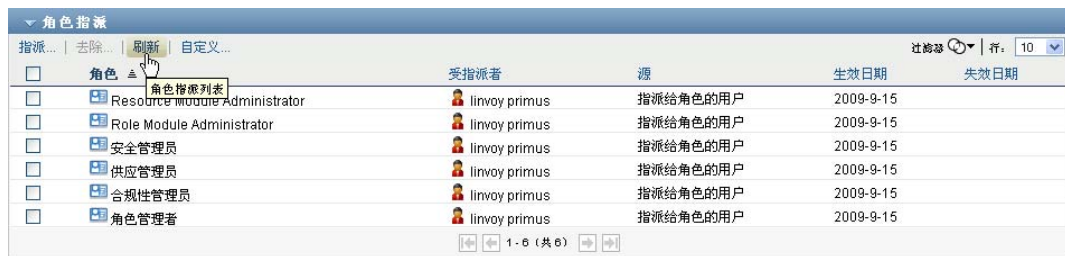 角色指派
指派... | 去除... | 刷新 | 自定义... 过滤器 行: 10
角色 受指派者 源 生效日期 失效日期
角色指派列表
Resource Module Administrator linvoy primus 指派给角色的用户 2009-9-15
Role Module Administrator linvoy primus 指派给角色的用户 2009-9-15
安全管理员 linvoy primus 指派给角色的用户 2009-9-15
供应管理员 linvoy primus 指派给角色的用户 2009-9-15
合规性管理员 linvoy primus 指派给角色的用户 2009-9-15
角色管理者 linvoy primus 指派给角色的用户 2009-9-15
1 - 6 (共 6)